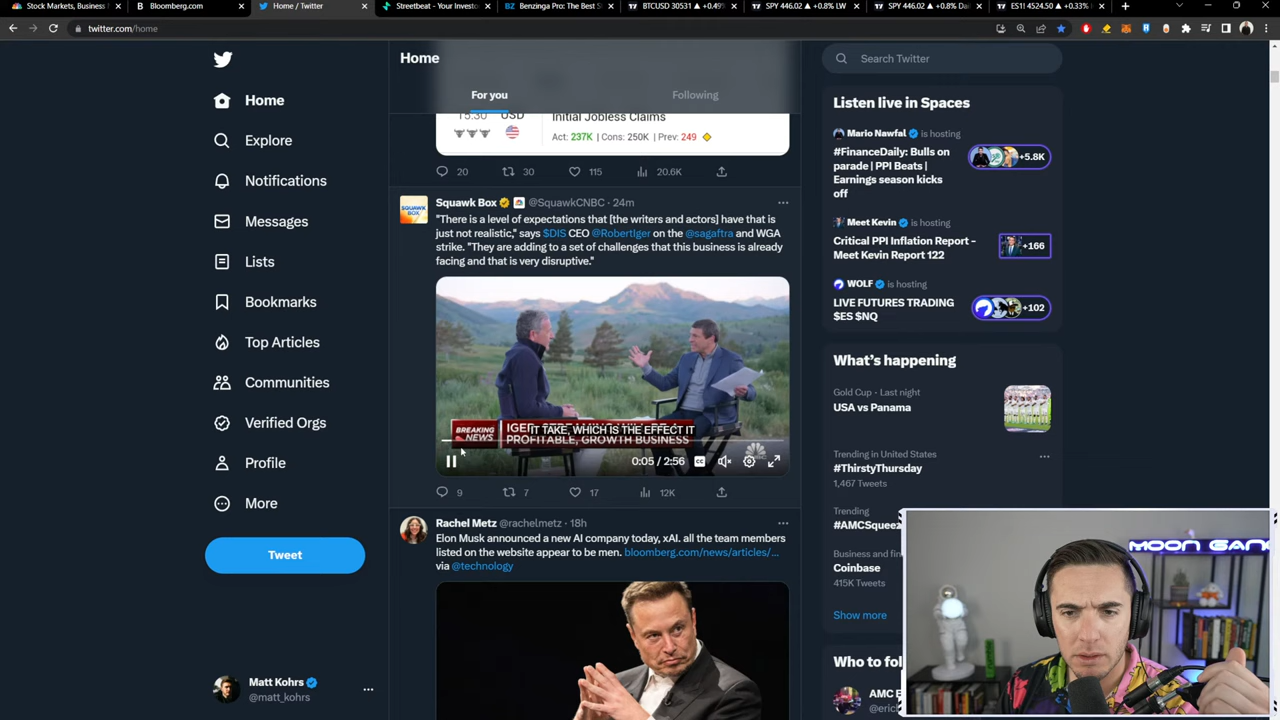 Stock Markets, Business
Bloomberg.com
Home / Twitter
Streetbeat - Your Investo
Benzinga Pro: The Best S
BTCUSD 30531 ▲ +0.49%
SPY 446.02 ▲ +0.8% LW
SPY 446.02 ▲ +0.8% Da
ES1! 4524.50 ▲ +0.33%
twitter.com/home
Home
Explore
Notifications
Messages
Lists
Bookmarks
Top Articles
Communities
Verified Orgs
Profile
More
Tweet
Matt Kohrs
@matt_kohrs
Home
For you
Following
15:30 USD
Initial Jobless Claims
Act: 237K | Cons: 250K | Prev: 249
20 30 115 20.6K
Squawk Box @SquawkCNBC · 24m
"There is a level of expectations that [the writers and actors] have that is
just not realistic," says $DIS CEO @RobertIger on the @sagaftra and WGA
strike. "They are adding to a set of challenges that this business is already
facing and that is very disruptive."
BREAKING
NEWS
IT TAKE, WHICH IS THE EFFECT IT
PROFITABLE, GROWTH BUSINESS
0:05 / 2:56
CC
9 7 17 12K
Rachel Metz @rachelmetz · 18h
Elon Musk announced a new AI company today, xAI. all the team members
listed on the website appear to be men. bloomberg.com/news/articles/...
via @technology
Search Twitter
Listen live in Spaces
Mario Nawfal is hosting
#FinanceDaily: Bulls on
parade | PPI Beats |
Earnings season kicks
off
+5.8K
Meet Kevin is hosting
Critical PPI Inflation Report -
Meet Kevin Report 122
+166
WOLF is hosting
LIVE FUTURES TRADING
$ES $NQ
+102
What's happening
Gold Cup · Last night
USA vs Panama
Trending in United States
#ThirstyThursday
1,467 Tweets
Trending
#AMCSquee
Business and fin
Coinbase
415K Tweets
Show more
Who to fol
AMC E
@eric
MOON GANG